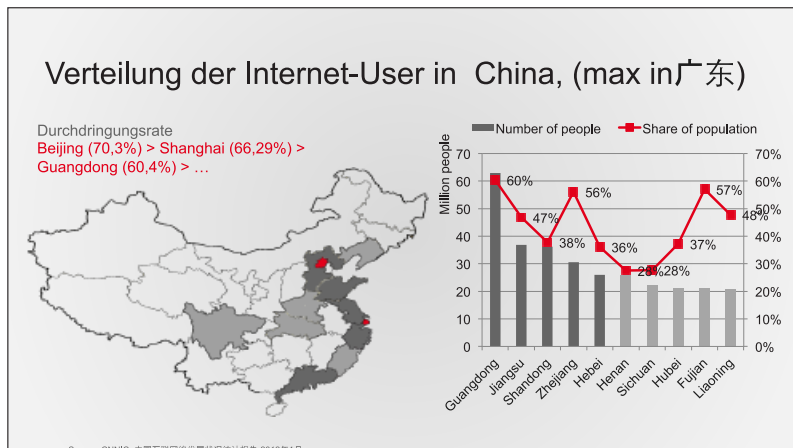 Verteilung der Internet-User in China, (max in广东)
Durchdringungsrate
Beijing (70,3%) > Shanghai (66,29%) >
Guangdong (60,4%) > ...
Number of people
Share of population
Million people
70
60
50
40
30
20
10
0
70%
60%
50%
40%
30%
20%
10%
0%
60%
47%
38%
56%
36%
28%
28%
37%
57%
48%
Guangdong
Jiangsu
Shandong
Zhejiang
Hebei
Henan
Sichuan
Hubei
Fujian
Liaoning